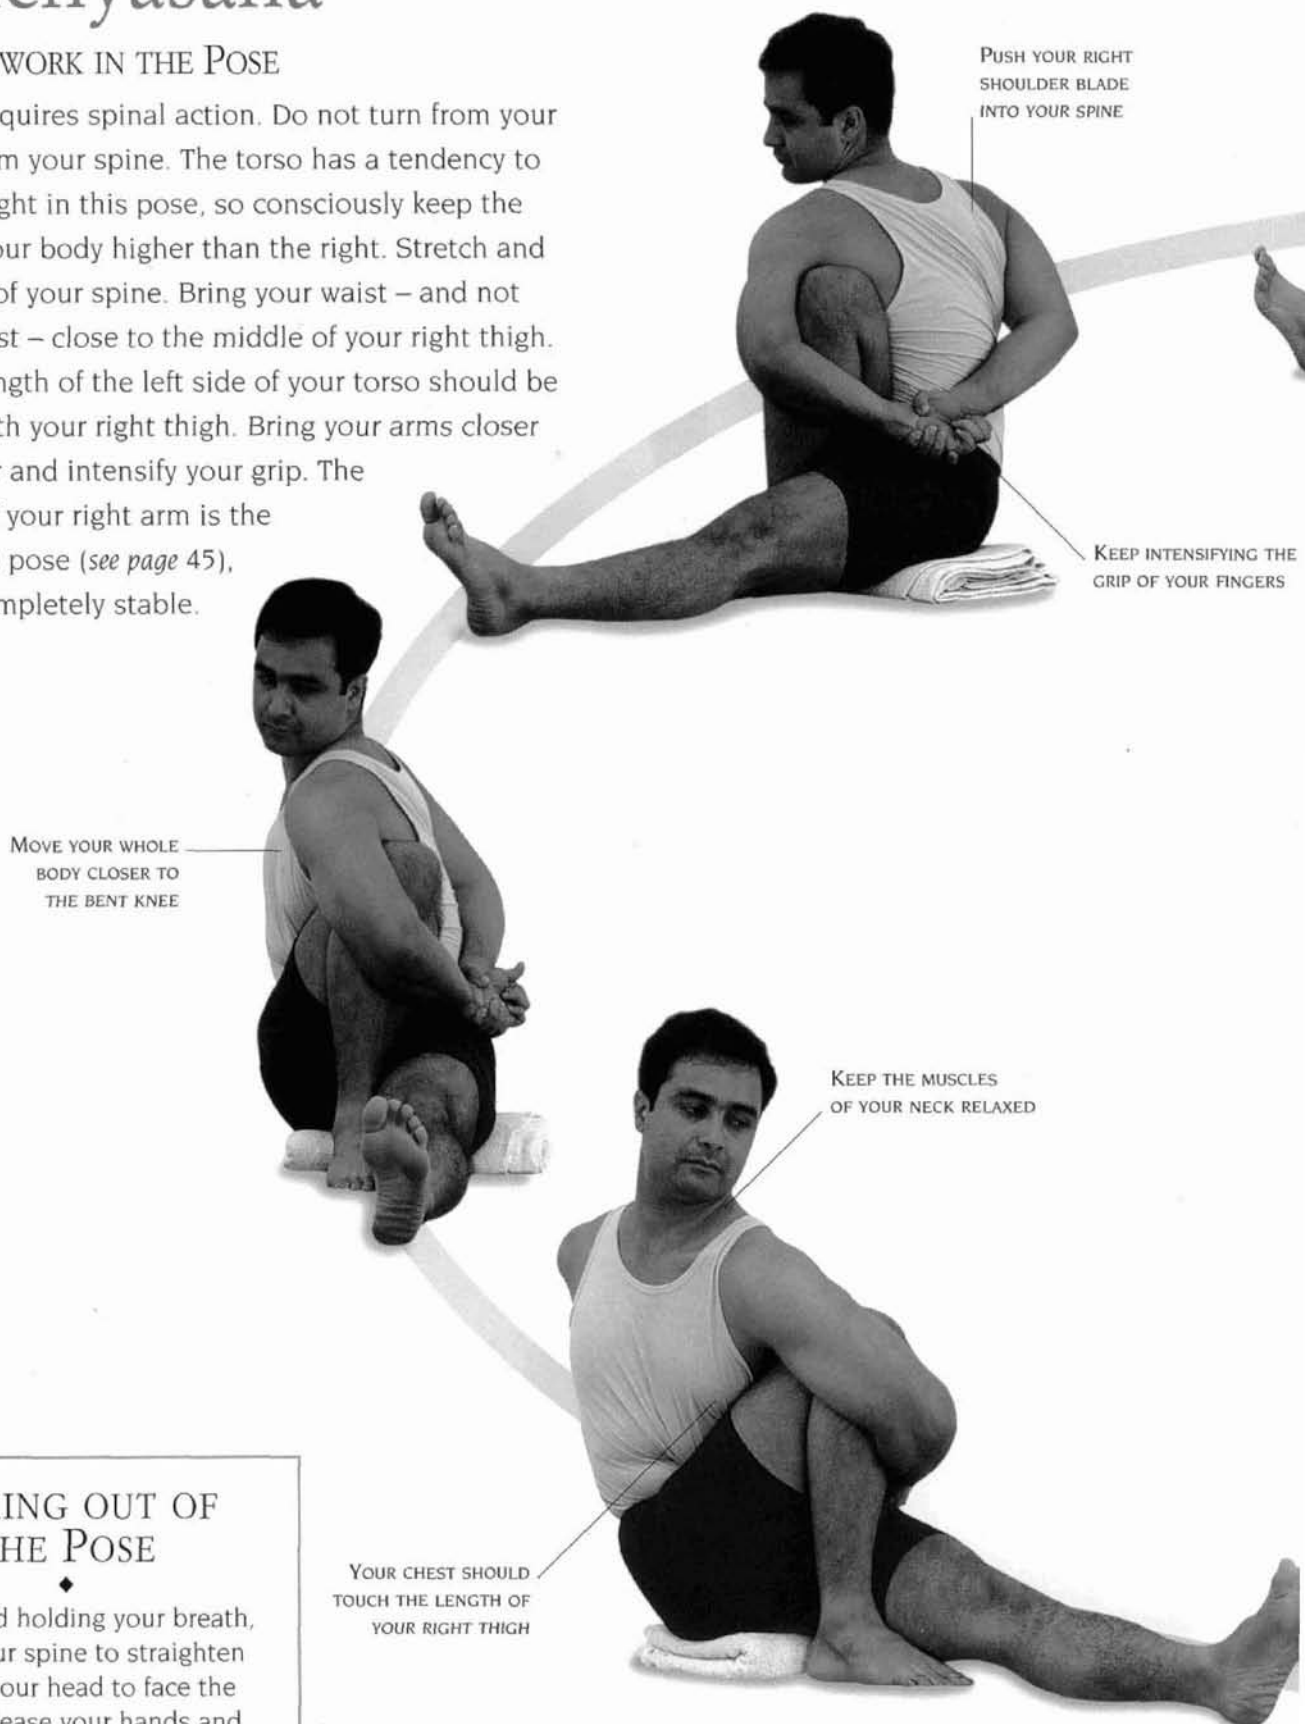 WORK IN THE POSE
quires spinal action. Do not turn from your
m your spine. The torso has a tendency to
ght in this pose, so consciously keep the
our body higher than the right. Stretch and
of your spine. Bring your waist – and not
st – close to the middle of your right thigh.
ngth of the left side of your torso should be
th your right thigh. Bring your arms closer
and intensify your grip. The
your right arm is the
pose (see page 45),
mpletely stable.
PUSH YOUR RIGHT
SHOULDER BLADE
INTO YOUR SPINE
KEEP INTENSIFYING THE
GRIP OF YOUR FINGERS
MOVE YOUR WHOLE
BODY CLOSER TO
THE BENT KNEE
KEEP THE MUSCLES
OF YOUR NECK RELAXED
YOUR CHEST SHOULD
TOUCH THE LENGTH OF
YOUR RIGHT THIGH
ING OUT OF
HE POSE
d holding your breath,
ur spine to straighten
our head to face the
ease your hands and